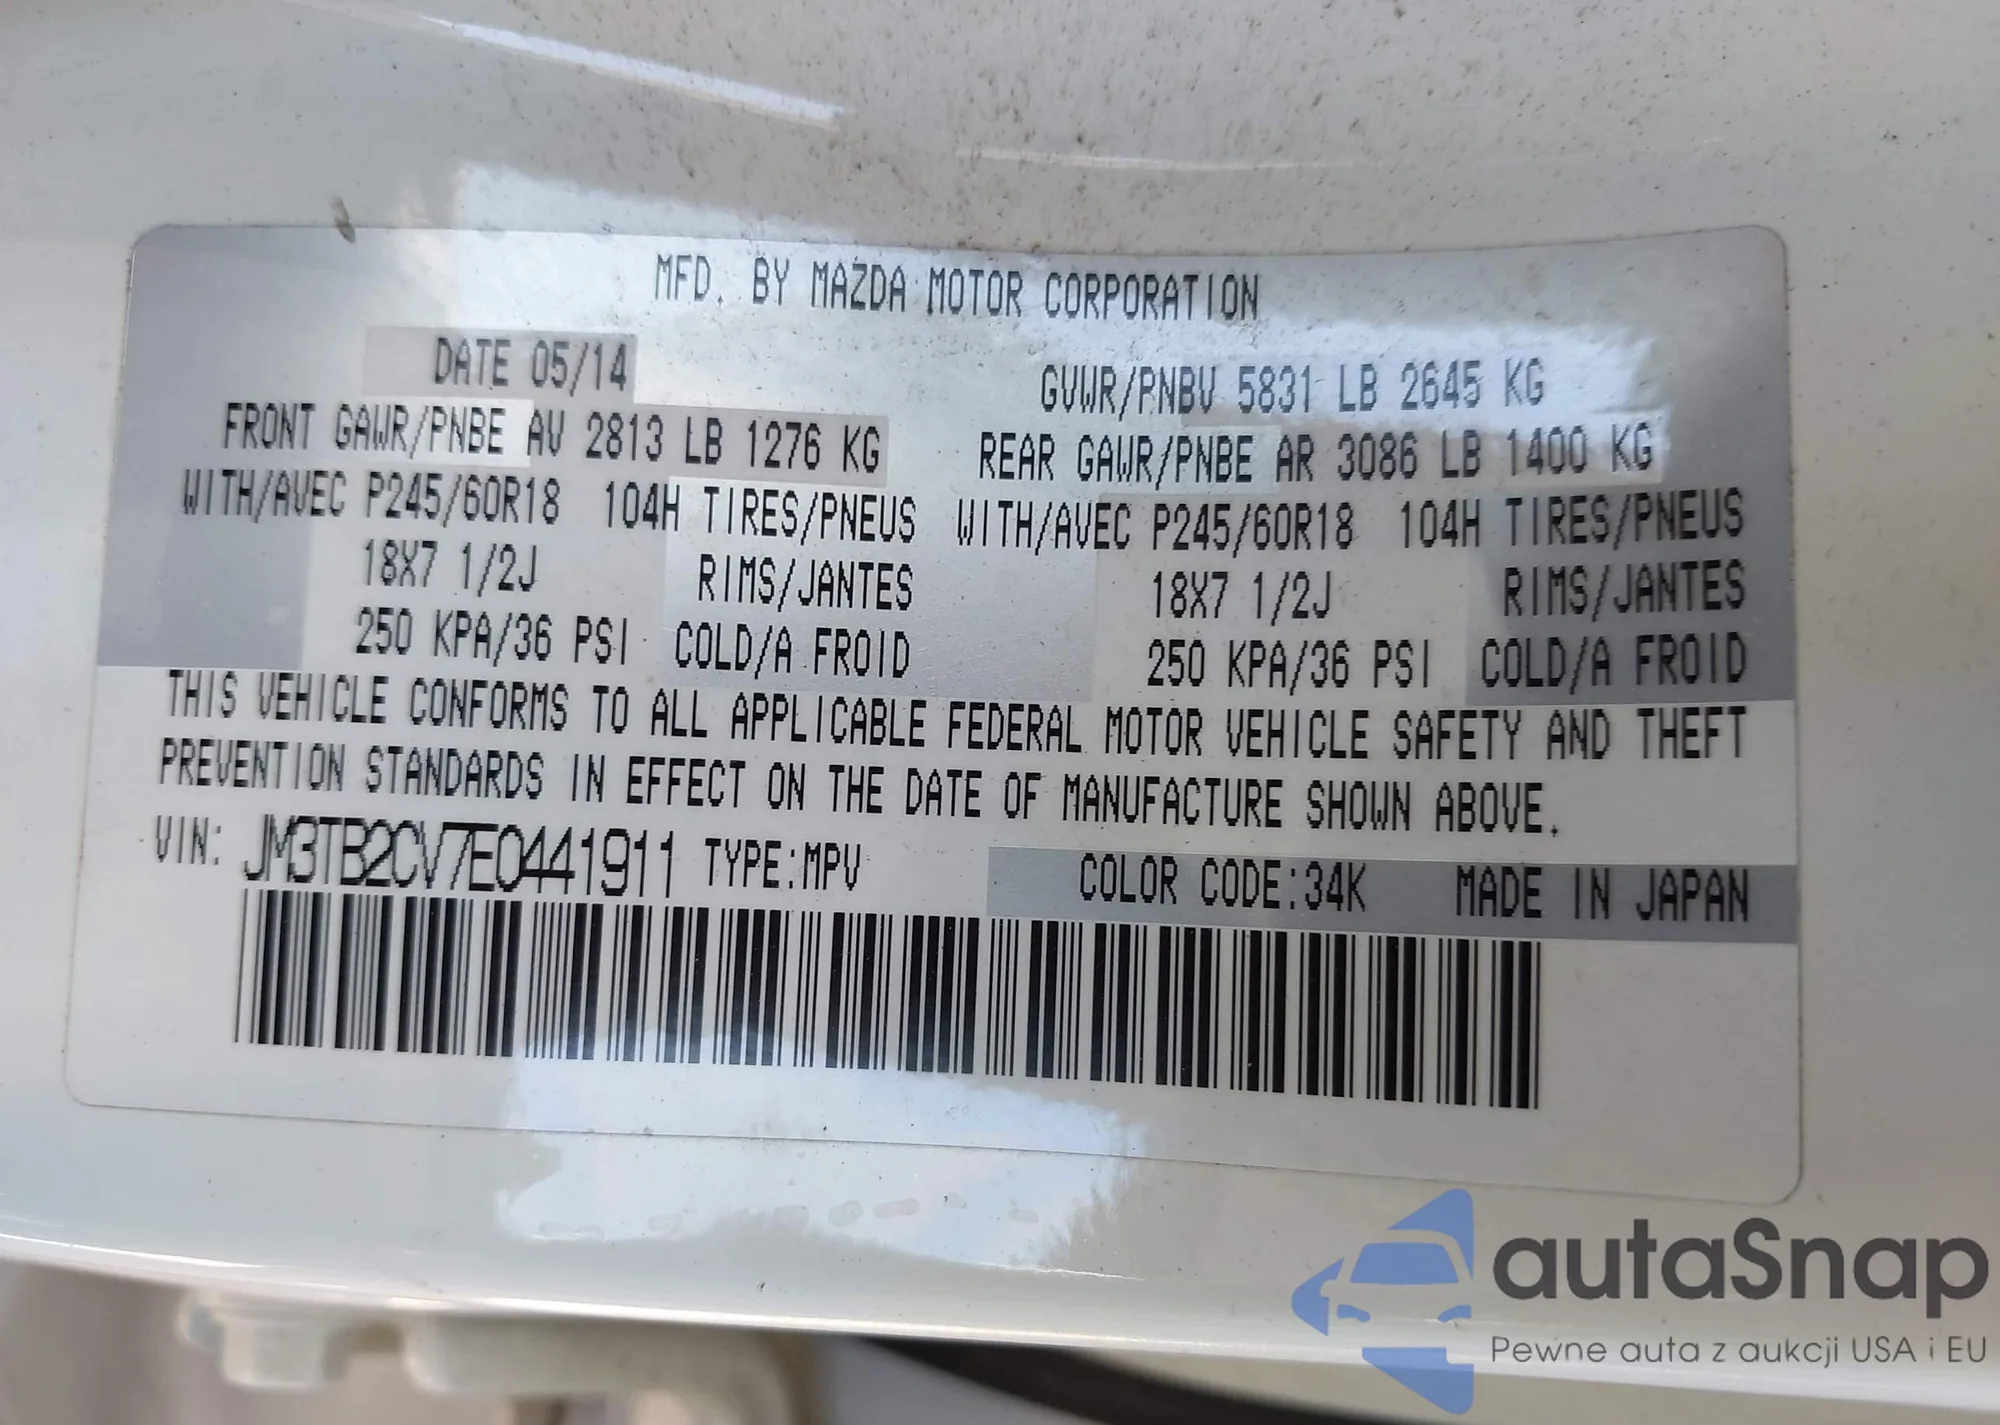 MFD. BY MAZDA MOTOR CORPORATION
DATE 05/14 GVWR/PNBV 5831 LB 2645 KG
FRONT GAWR/PNBE AV 2813 LB 1276 KG REAR GAWR/PNBE AR 3086 LB 1400 KG
WITH/AVEC P245/60R18 104H TIRES/PNEUS WITH/AVEC P245/60R18 104H TIRES/PNEUS
18X7 1/2J RIMS/JANTES 18X7 1/2J RIMS/JANTES
250 KPA/36 PSI COLD/A FROID 250 KPA/36 PSI COLD/A FROID
THIS VEHICLE CONFORMS TO ALL APPLICABLE FEDERAL MOTOR VEHICLE SAFETY AND THEFT
PREVENTION STANDARDS IN EFFECT ON THE DATE OF MANUFACTURE SHOWN ABOVE.
VIN: JM3TB2CV7E0441911 TYPE:MPV COLOR CODE:34K MADE IN JAPAN
autaSnap
Pewne auta z aukcji USA i EU